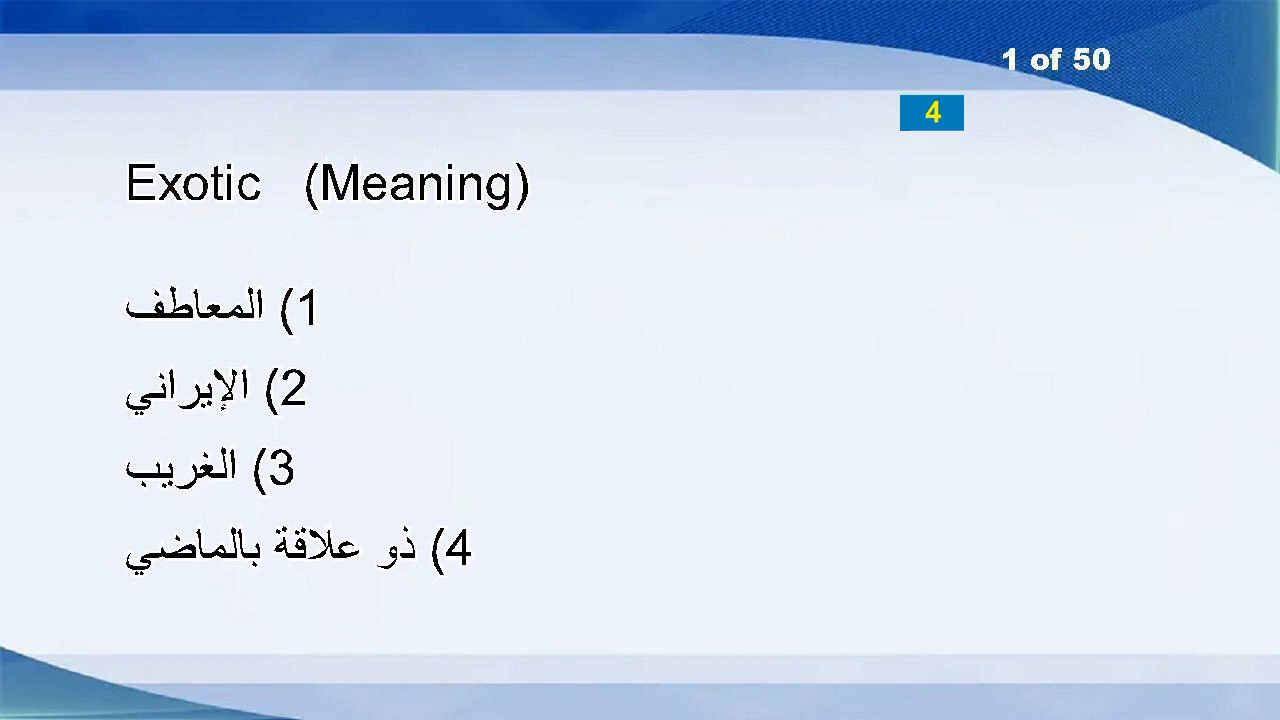 1 of 50
4
Exotic (Meaning)
1) المعاطف
2) الإيراني
3) الغريب
4) ذو علاقة بالماضي